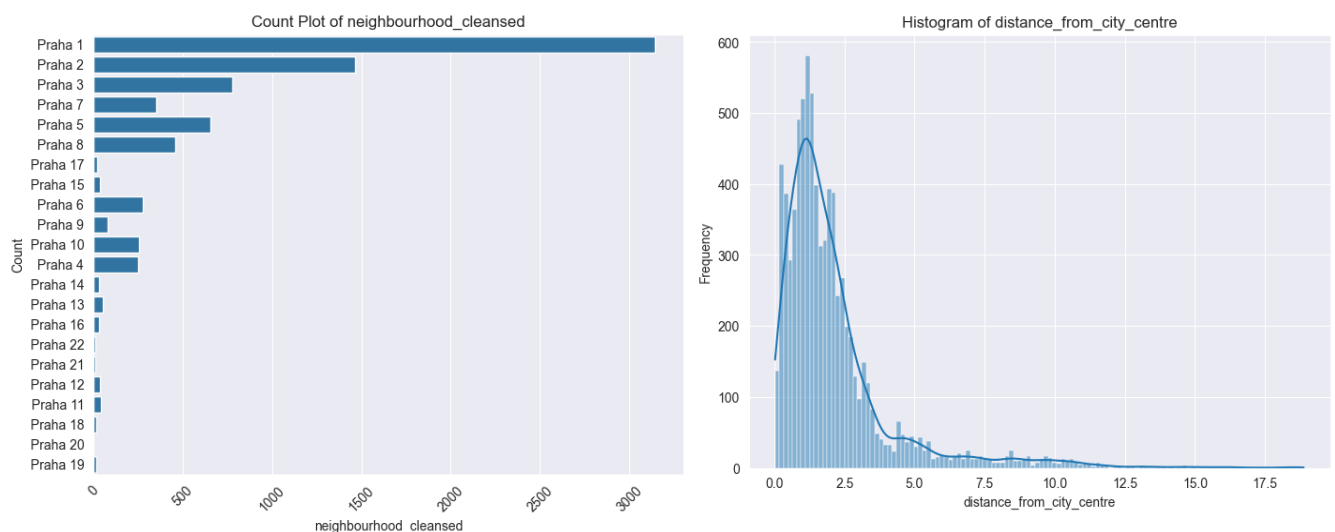 Count Plot of neighbourhood_cleansed
Praha 1
Praha 2
Praha 3
Praha 7
Praha 5
Praha 8
Praha 17
Praha 15
Praha 6
Praha 9
Praha 10
Praha 4
Praha 14
Praha 13
Praha 16
Praha 22
Praha 21
Praha 12
Praha 11
Praha 18
Praha 20
Praha 19
Count
0 500 1000 1500 2000 2500 3000
neighbourhood_cleansed
Histogram of distance_from_city_centre
600
500
400
300
200
100
0
Frequency
0.0 2.5 5.0 7.5 10.0 12.5 15.0 17.5
distance_from_city_centre